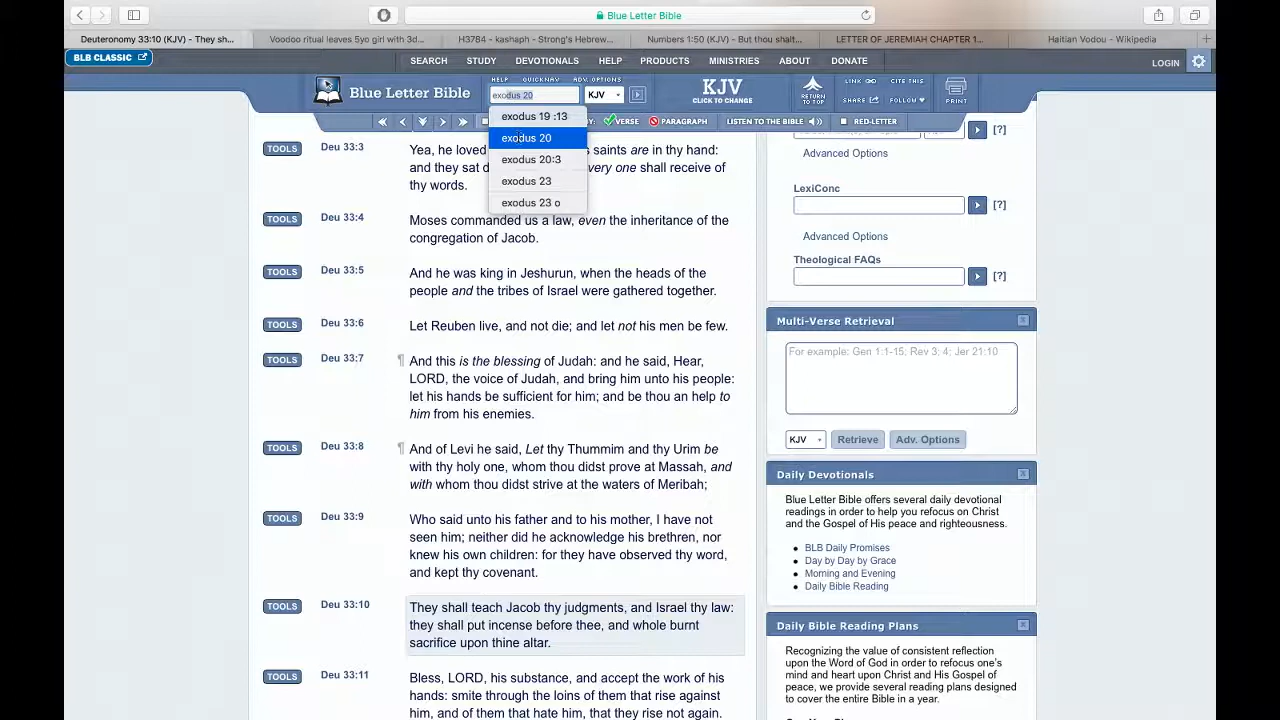 Blue Letter Bible
Deuteronomy 33:10 (KJV) - They sh...
Voodoo ritual leaves 5yo girl with 3d...
H3784 - kashaph - Strong's Hebrew...
Numbers 1:50 (KJV) - But thou shalt...
LETTER OF JEREMIAH CHAPTER 1...
Haitian Vodou - Wikipedia
BLB CLASSIC
SEARCH STUDY DEVOTIONALS HELP PRODUCTS MINISTRIES ABOUT DONATE
LOGIN
HELP QUICKNAV ADV. OPTIONS
Blue Letter Bible
exodus 20
KJV
KJV
CLICK TO CHANGE
RETURN
TO TOP
LINK
CITE THIS
SHARE
FOLLOW
PRINT
VERSE
PARAGRAPH
LISTEN TO THE BIBLE
RED-LETTER
exodus 19 :13
exodus 20
exodus 20:3
exodus 23
exodus 23 o
TOOLS Deu 33:3
Yea, he loved
saints are in thy hand:
and they sat d
very one shall receive of
thy words.
TOOLS Deu 33:4
Moses commanded us a law, even the inheritance of the
congregation of Jacob.
TOOLS Deu 33:5
And he was king in Jeshurun, when the heads of the
people and the tribes of Israel were gathered together.
TOOLS Deu 33:6
Let Reuben live, and not die; and let not his men be few.
TOOLS Deu 33:7
¶ And this is the blessing of Judah: and he said, Hear,
LORD, the voice of Judah, and bring him unto his people:
let his hands be sufficient for him; and be thou an help to
him from his enemies.
TOOLS Deu 33:8
¶ And of Levi he said, Let thy Thummim and thy Urim be
with thy holy one, whom thou didst prove at Massah, and
with whom thou didst strive at the waters of Meribah;
TOOLS Deu 33:9
Who said unto his father and to his mother, I have not
seen him; neither did he acknowledge his brethren, nor
knew his own children: for they have observed thy word,
and kept thy covenant.
TOOLS Deu 33:10
They shall teach Jacob thy judgments, and Israel thy law:
they shall put incense before thee, and whole burnt
sacrifice upon thine altar.
TOOLS Deu 33:11
Bless, LORD, his substance, and accept the work of his
hands: smite through the loins of them that rise against
him, and of them that hate him, that they rise not again.
[?]
Advanced Options
LexiConc
[?]
Advanced Options
Theological FAQs
[?]
Multi-Verse Retrieval
For example: Gen 1:1-15; Rev 3; 4; Jer 21:10
KJV
Retrieve
Adv. Options
Daily Devotionals
Blue Letter Bible offers several daily devotional
readings in order to help you refocus on Christ
and the Gospel of His peace and righteousness.
BLB Daily Promises
Day by Day by Grace
Morning and Evening
Daily Bible Reading
Daily Bible Reading Plans
Recognizing the value of consistent reflection
upon the Word of God in order to refocus one's
mind and heart upon Christ and His Gospel of
peace, we provide several reading plans designed
to cover the entire Bible in a year.